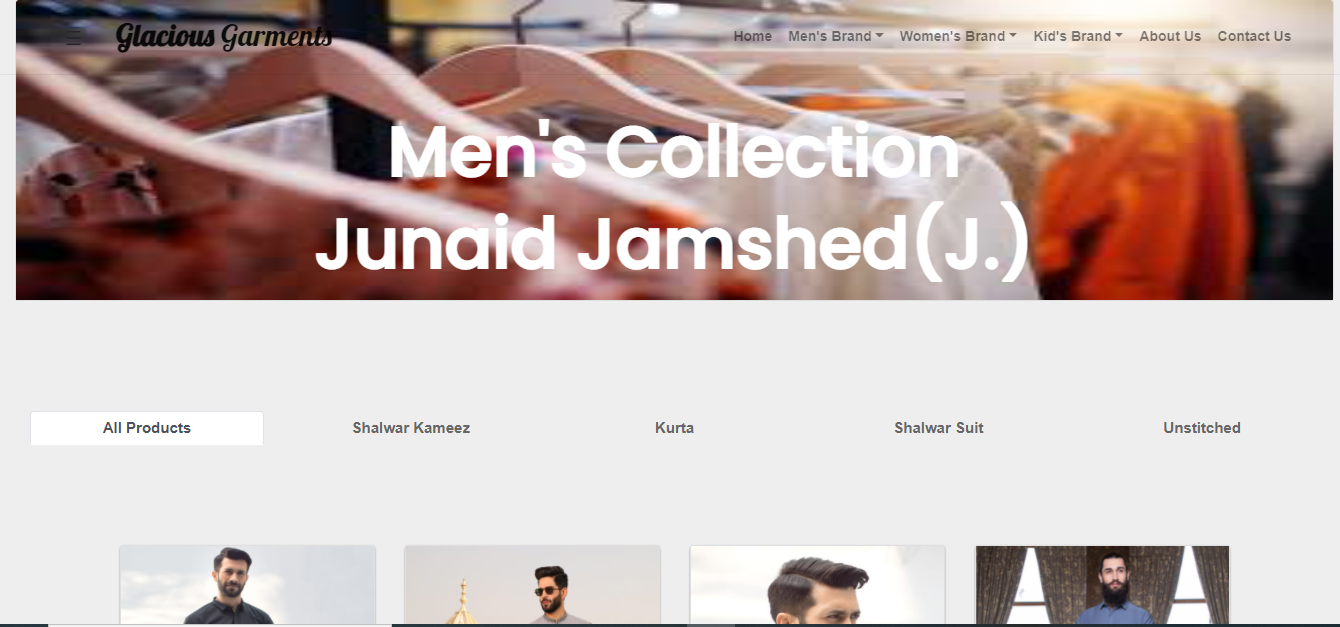 Glacious Garments
Home Men's Brand Women's Brand Kid's Brand About Us Contact Us
Men's Collection
Junaid Jamshed(J.)
All Products Shalwar Kameez Kurta Shalwar Suit Unstitched